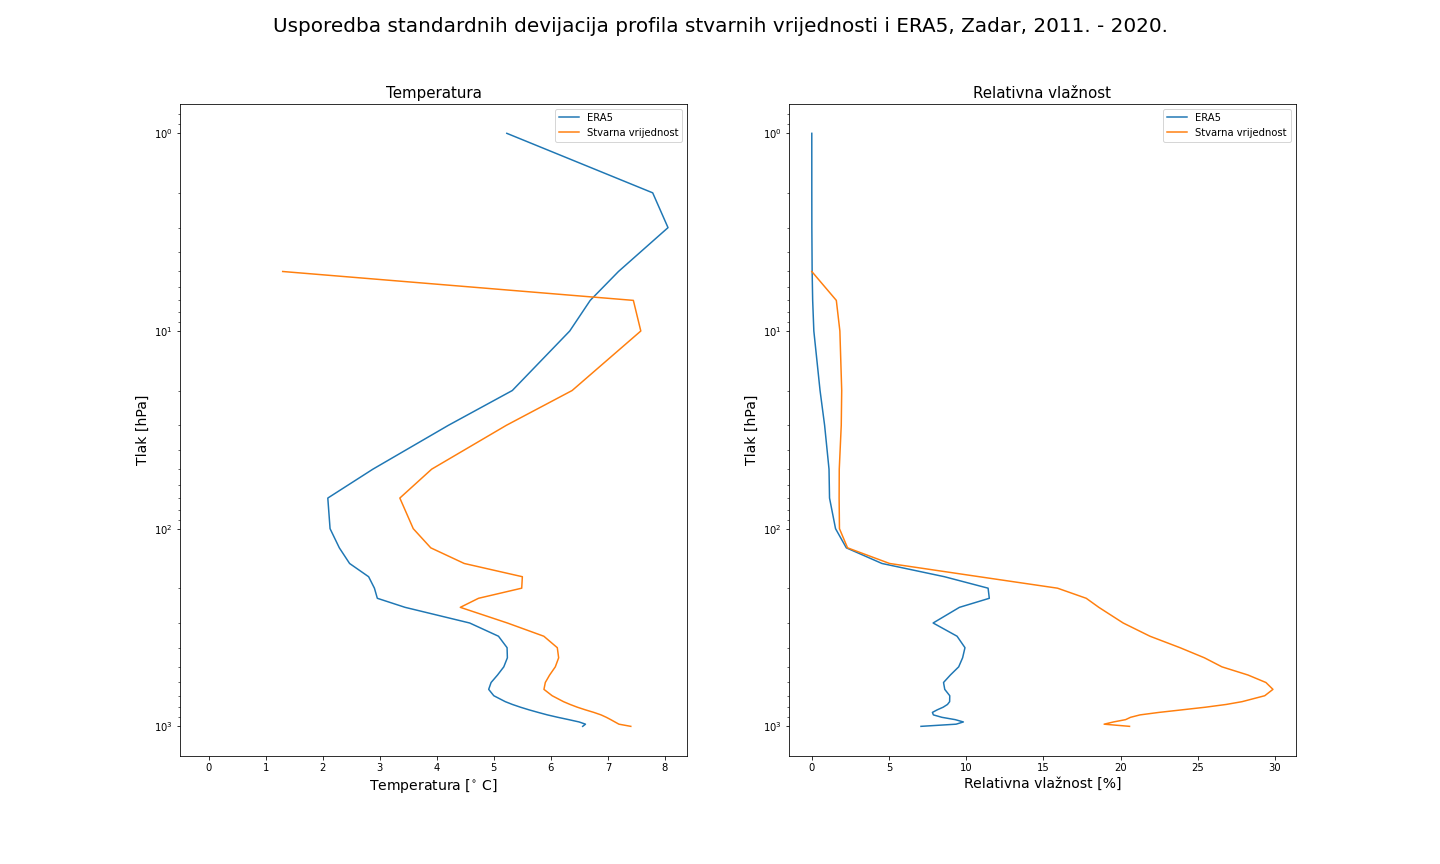 Usporedba standardnih devijacija profila stvarnih vrijednosti i ERA5, Zadar, 2011. - 2020.
Temperatura
ERA5
Stvarna vrijednost
10⁰
10¹
10²
10³
Tlak [hPa]
0 1 2 3 4 5 6 7 8
Temperatura [° C]
Relativna vlažnost
ERA5
Stvarna vrijednost
10⁰
10¹
10²
10³
Tlak [hPa]
0 5 10 15 20 25 30
Relativna vlažnost [%]